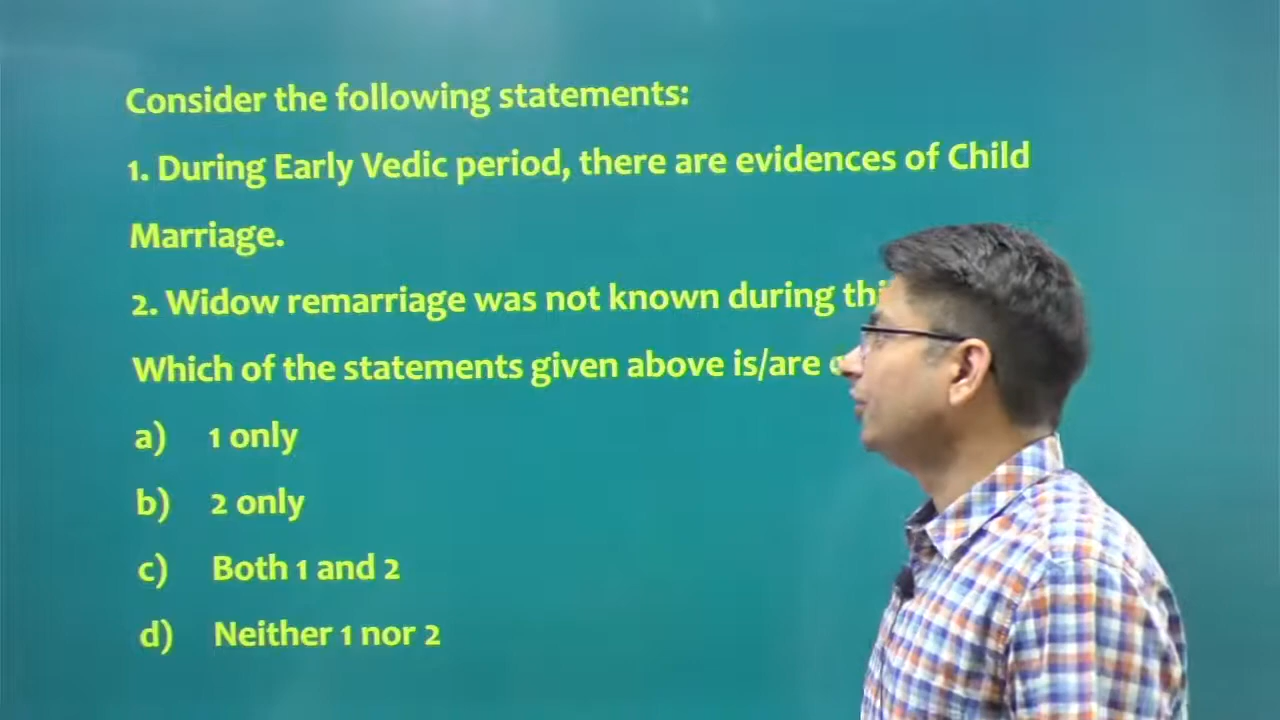 Consider the following statements:
1. During Early Vedic period, there are evidences of Child
Marriage.
2. Widow remarriage was not known during
Which of the statements given above is/are
a) 1 only
b) 2 only
c) Both 1 and 2
d) Neither 1 nor 2